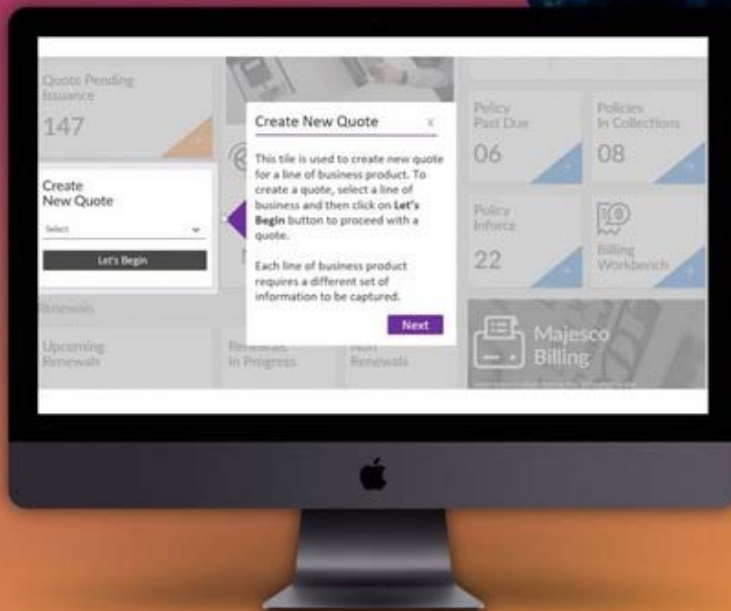 Quote Pending
Issuance
147
Create
New Quote
Select
Let's Begin
Create New Quote
x
This tile is used to create new quote
for a line of business product. To
create a quote, select a line of
business and then click on Let's
Begin button to proceed with a
quote.
Each line of business product
requires a different set of
information to be captured.
Next
Policy
Past Due
06
Policies
In Collections
08
Policy
Inforce
22
Billing
Workbench
Majesco
Billing
Renewals
Upcoming
Renewals
Renewals
In Progress
Non
Renewals